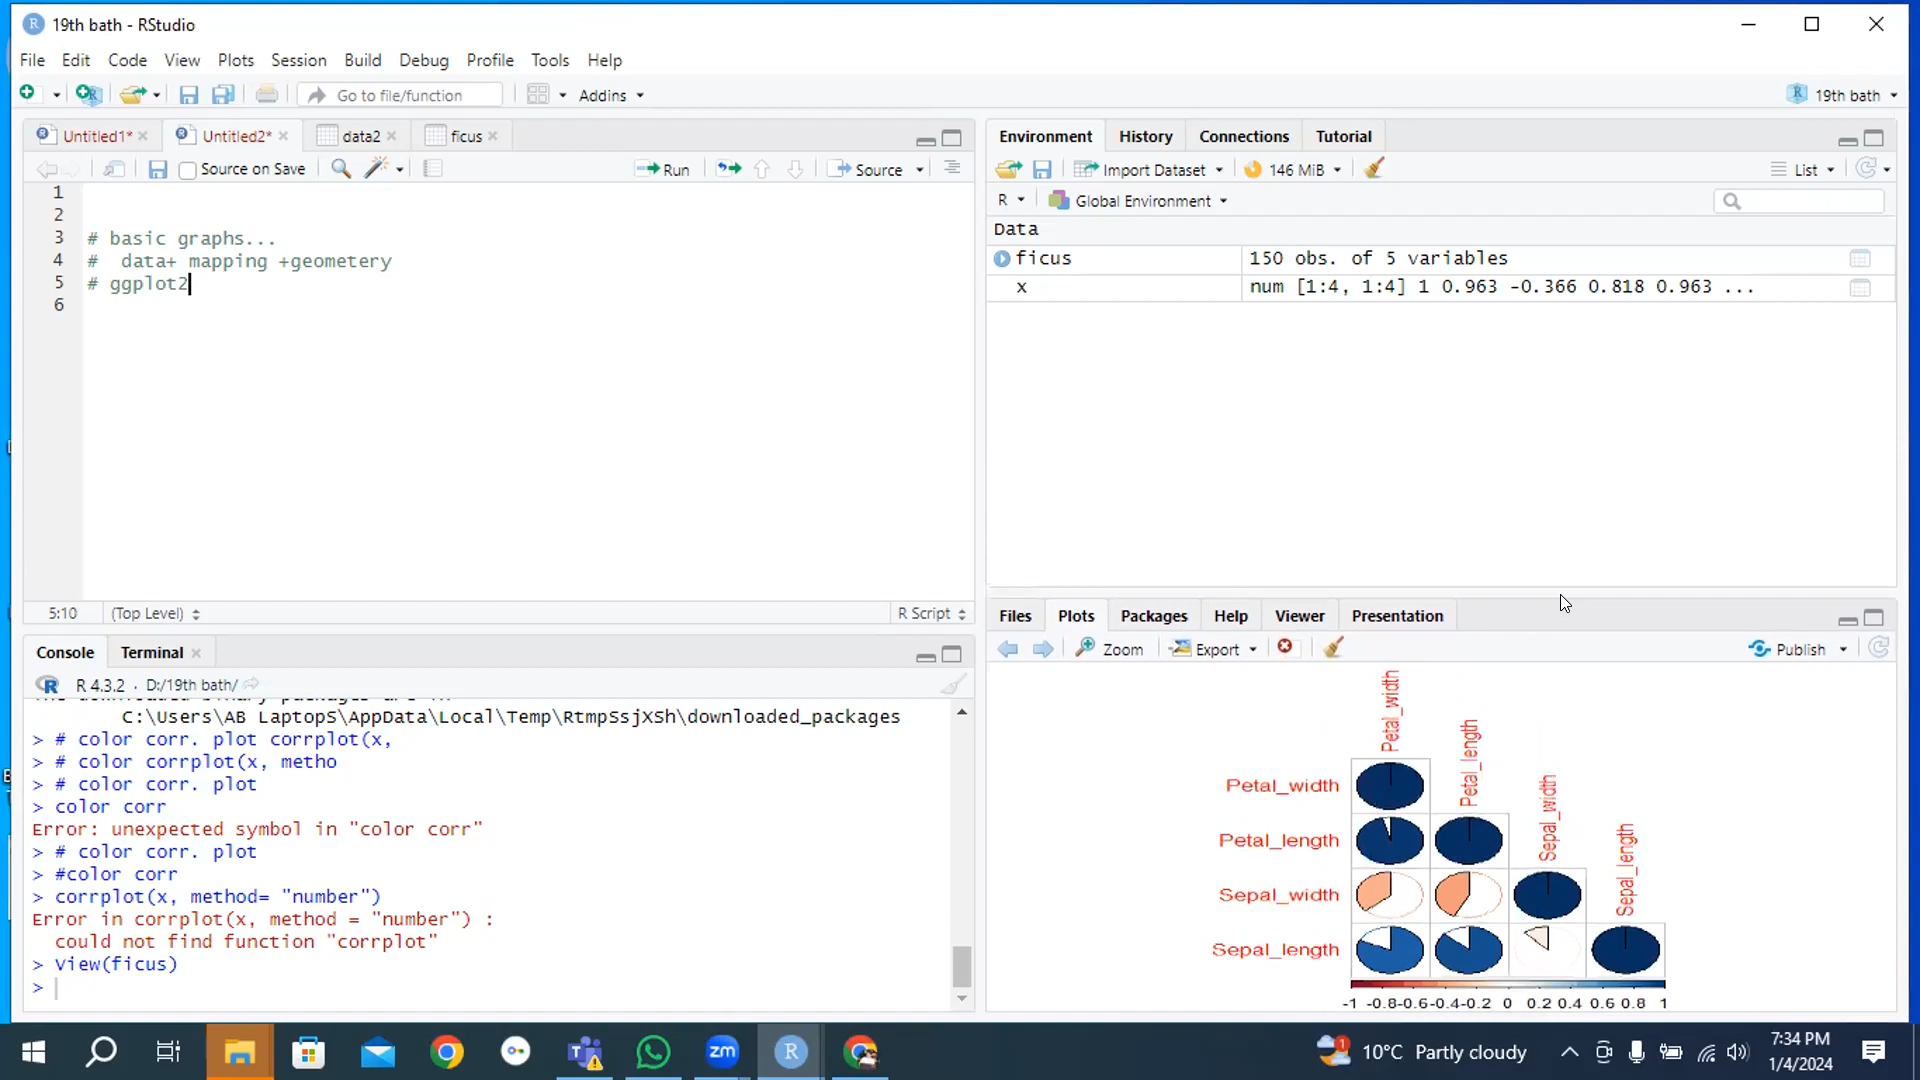 19th bath - RStudio
File Edit Code View Plots Session Build Debug Profile Tools Help
Go to file/function Addins 19th bath
Untitled1* Untitled2* data2 ficus
Source on Save Run Source
1
2
3 # basic graphs...
4 #  data+ mapping +geometery
5 # ggplot2
6
5:10 (Top Level) R Script
Console Terminal
R 4.3.2 · D:/19th bath/
C:\Users\AB LaptopS\AppData\Local\Temp\RtmpSsjXSh\downloaded_packages
> # color corr. plot corrplot(x,
> # color corrplot(x, metho
> # color corr. plot
> color corr
Error: unexpected symbol in "color corr"
> # color corr. plot
> #color corr
> corrplot(x, method= "number")
Error in corrplot(x, method = "number") :
could not find function "corrplot"
> View(ficus)
>
Environment History Connections Tutorial
Import Dataset 146 MiB List
R Global Environment
Data
ficus 150 obs. of 5 variables
x num [1:4, 1:4] 1 0.963 -0.366 0.818 0.963 ...
Files Plots Packages Help Viewer Presentation
Zoom Export Publish
Petal_width
Petal_length
Sepal_width
Sepal_length
Petal_width
Petal_length
Sepal_width
Sepal_length
-1 -0.8 -0.6 -0.4 -0.2 0 0.2 0.4 0.6 0.8 1
zm R 10°C Partly cloudy 7:34 PM
1/4/2024